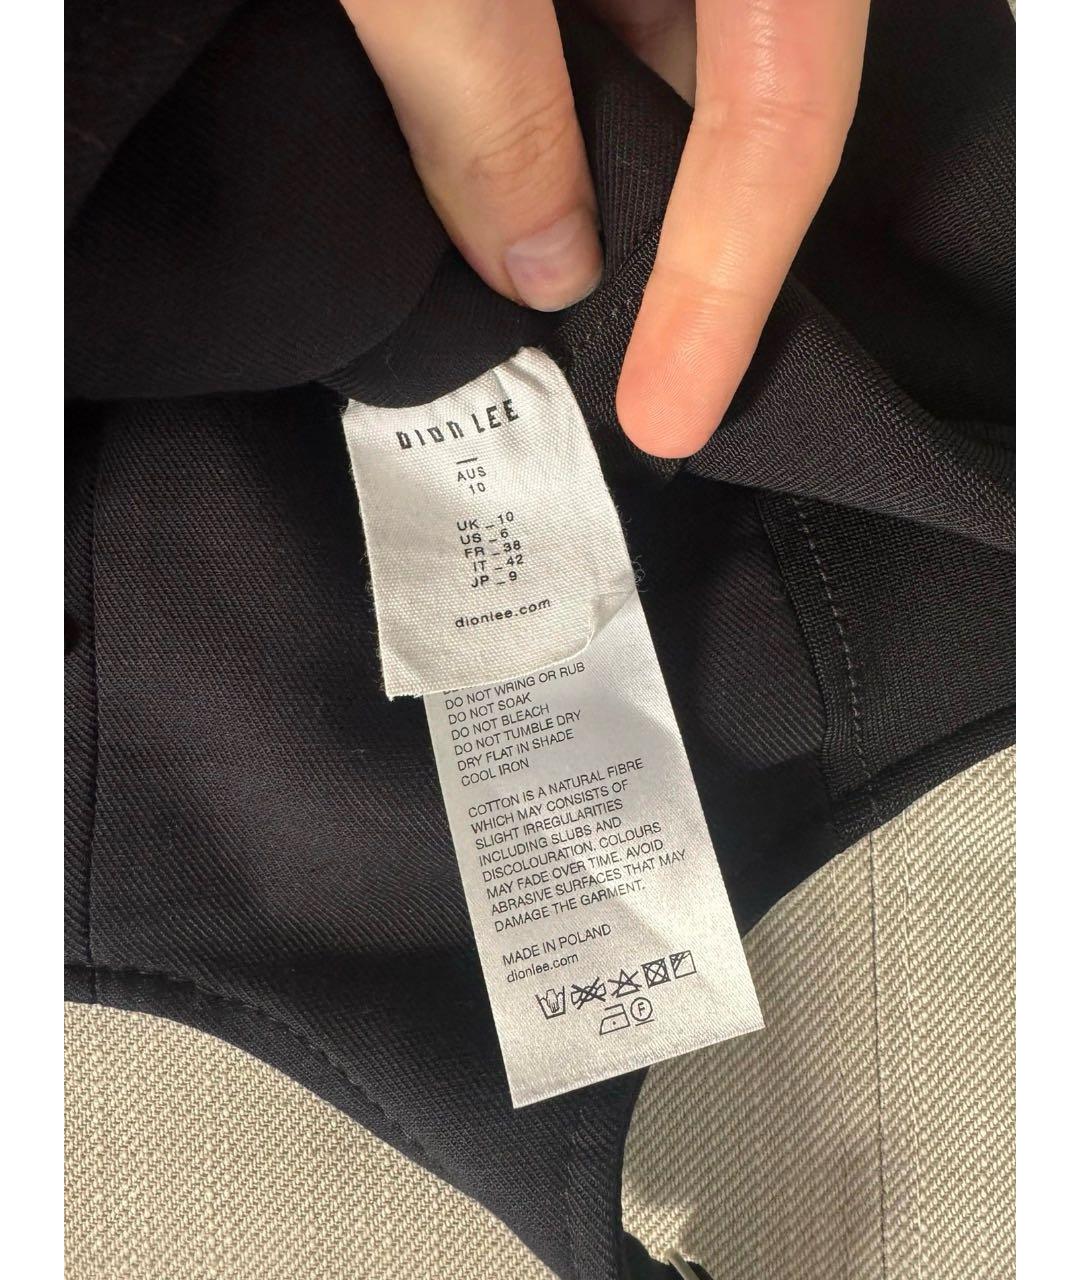 DION LEE
AUS
10
UK _ 10
US _ 6
FR _ 38
IT _ 42
JP _ 9
dionlee.com
DO NOT WRING OR RUB
DO NOT SOAK
DO NOT BLEACH
DO NOT TUMBLE DRY
DRY FLAT IN SHADE
COOL IRON
COTTON IS A NATURAL FIBRE
WHICH MAY CONSISTS OF
SLIGHT IRREGULARITIES
INCLUDING SLUBS AND
DISCOLOURATION. COLOURS
MAY FADE OVER TIME. AVOID
ABRASIVE SURFACES THAT MAY
DAMAGE THE GARMENT.
MADE IN POLAND
dionlee.com
F